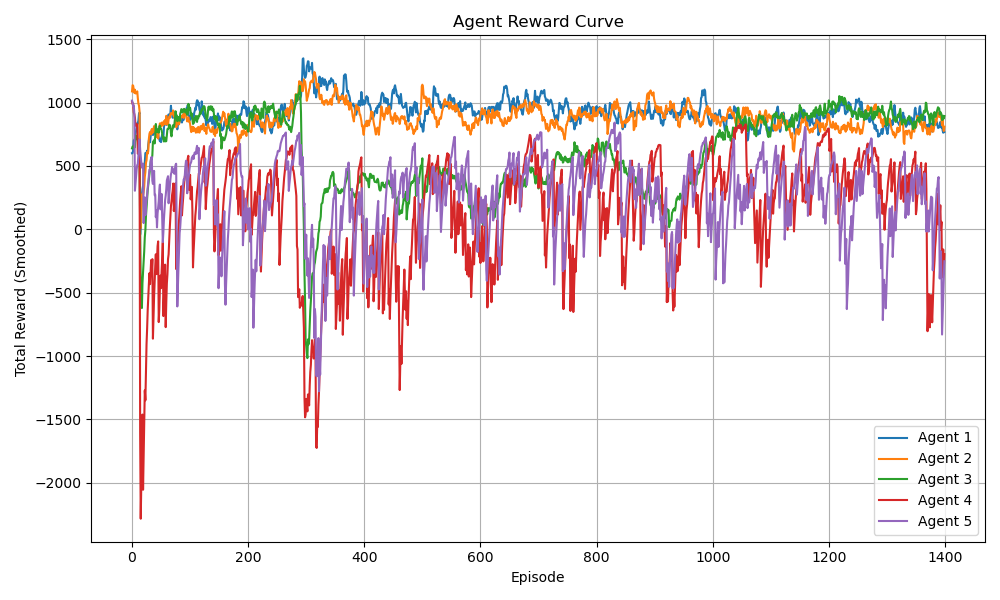 Agent Reward Curve
1500
1000
500
0
−500
−1000
−1500
−2000
Total Reward (Smoothed)
0 200 400 600 800 1000 1200 1400
Episode
Agent 1
Agent 2
Agent 3
Agent 4
Agent 5